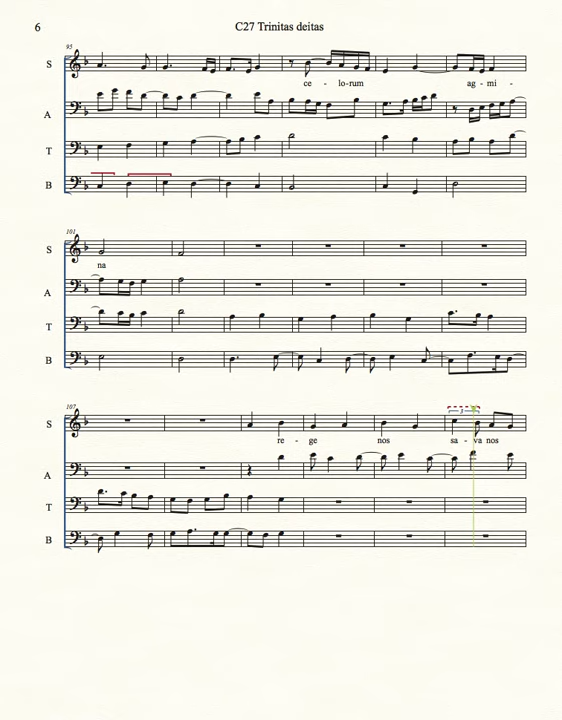 6
C27 Trinitas deitas
95
S
ce - lo-rum ag - mi -
A
T
B
101
S
na
A
T
B
107
3
S
re - ge nos sa - va nos
A
T
B